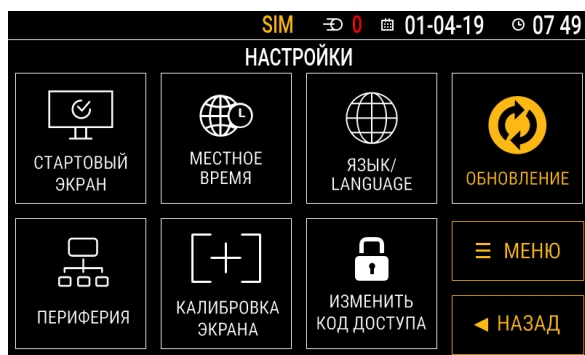 SIM 0 01-04-19 07 49
НАСТРОЙКИ
СТАРТОВЫЙ
ЭКРАН
МЕСТНОЕ
ВРЕМЯ
ЯЗЫК/
LANGUAGE
ОБНОВЛЕНИЕ
ПЕРИФЕРИЯ
КАЛИБРОВКА
ЭКРАНА
ИЗМЕНИТЬ
КОД ДОСТУПА
МЕНЮ
НАЗАД